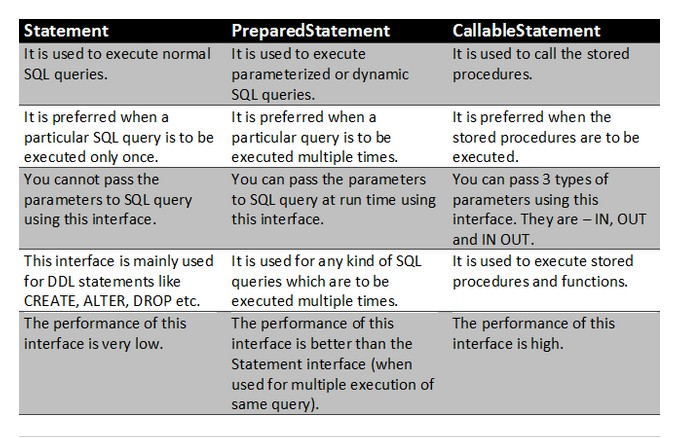 Statement
PreparedStatement
CallableStatement
It is used to execute normal
SQL queries.
It is used to execute
parameterized or dynamic
SQL queries.
It is used to call the stored
procedures.
It is preferred when a
particular SQL query is to be
executed only once.
It is preferred when a
particular query is to be
executed multiple times.
It is preferred when the
stored procedures are to be
executed.
You cannot pass the
parameters to SQL query
using this interface.
You can pass the parameters
to SQL query at run time using
this interface.
You can pass 3 types of
parameters using this
interface. They are – IN, OUT
and IN OUT.
This interface is mainly used
for DDL statements like
CREATE, ALTER, DROP etc.
It is used for any kind of SQL
queries which are to be
executed multiple times.
It is used to execute stored
procedures and functions.
The performance of this
interface is very low.
The performance of this
interface is better than the
Statement interface (when
used for multiple execution of
same query).
The performance of this
interface is high.